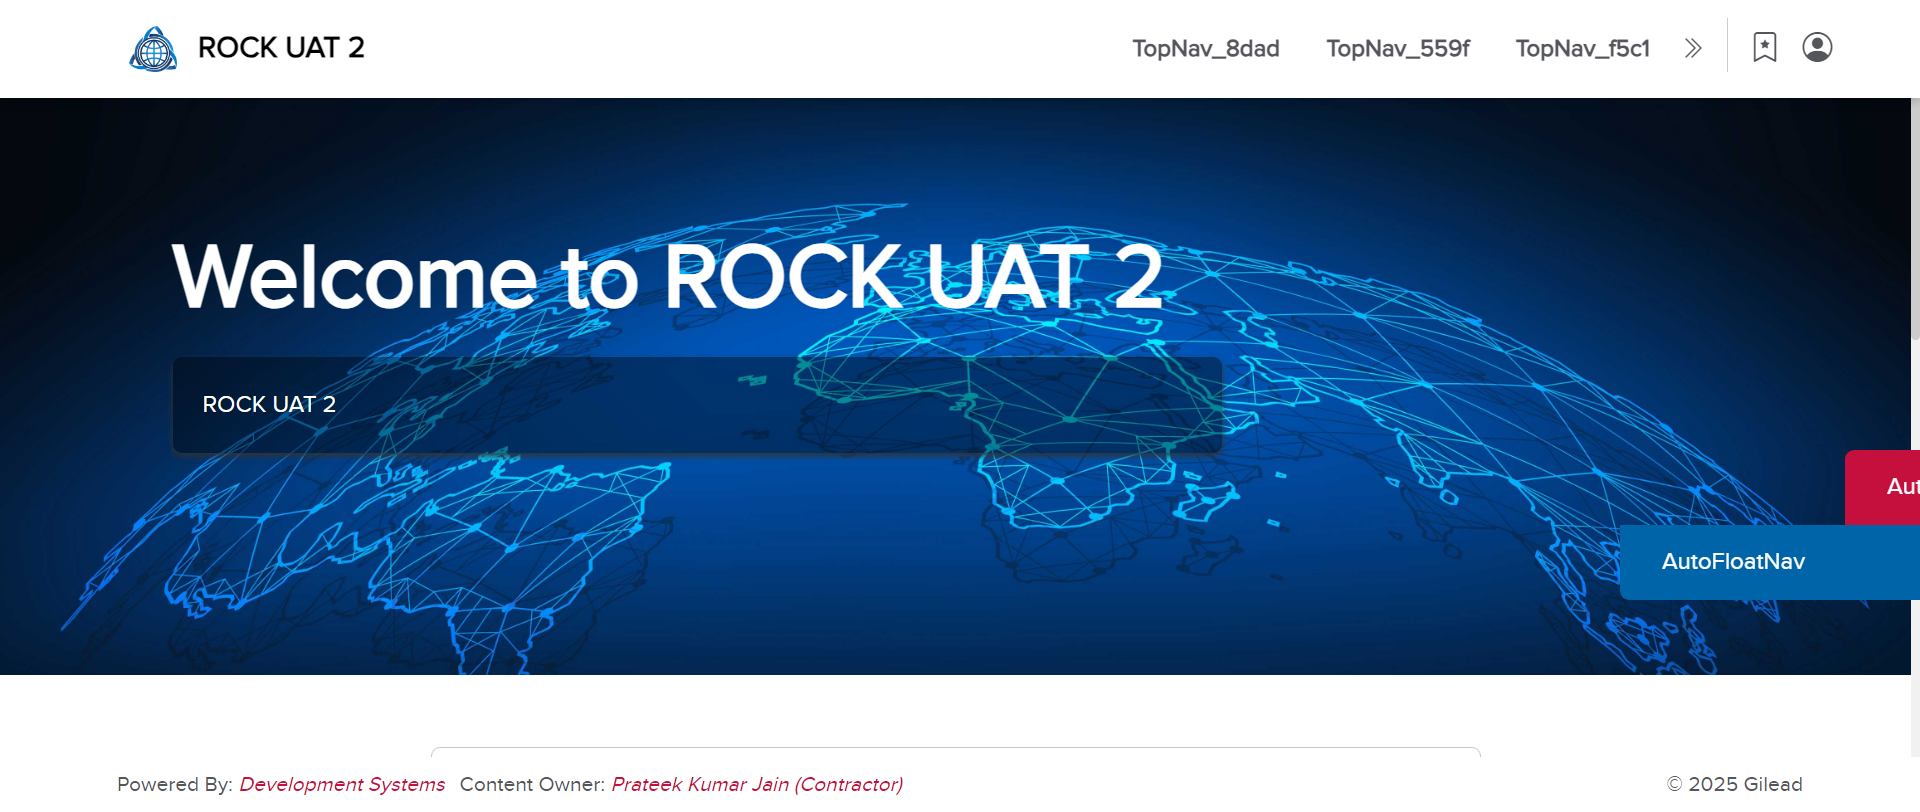 ROCK UAT 2
TopNav_8dad
TopNav_559f
TopNav_f5c1
Welcome to ROCK UAT 2
ROCK UAT 2
Aut
AutoFloatNav
Powered By: Development Systems Content Owner: Prateek Kumar Jain (Contractor)
© 2025 Gilead